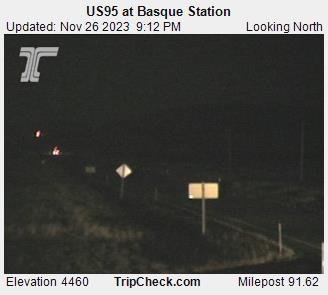 US95 at Basque Station
Updated: Nov 26 2023 9:12 PM Looking North
Elevation 4460 TripCheck.com Milepost 91.62